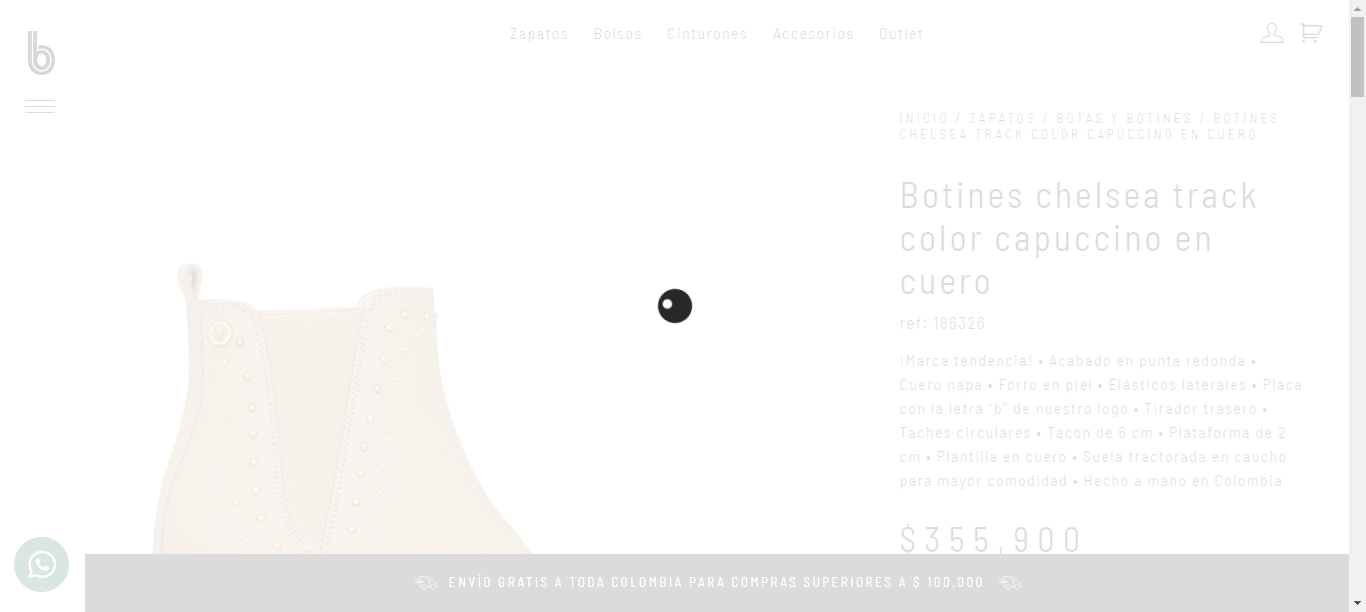 b
Zapatos Bolsos Cinturones Accesorios Outlet
INICIO / ZAPATOS / BOTAS Y BOTINES / BOTINES
CHELSEA TRACK COLOR CAPUCCINO EN CUERO
Botines chelsea track
color capuccino en
cuero
ref: 186326
¡Marca tendencia! • Acabado en punta redonda •
Cuero napa • Forro en piel • Elásticos laterales • Placa
con la letra “b” de nuestro logo • Tirador trasero •
Taches circulares • Tacón de 6 cm • Plataforma de 2
cm • Plantilla en cuero • Suela tractorada en caucho
para mayor comodidad • Hecho a mano en Colombia
$355,900
ENVÍO GRATIS A TODA COLOMBIA PARA COMPRAS SUPERIORES A $ 100.000